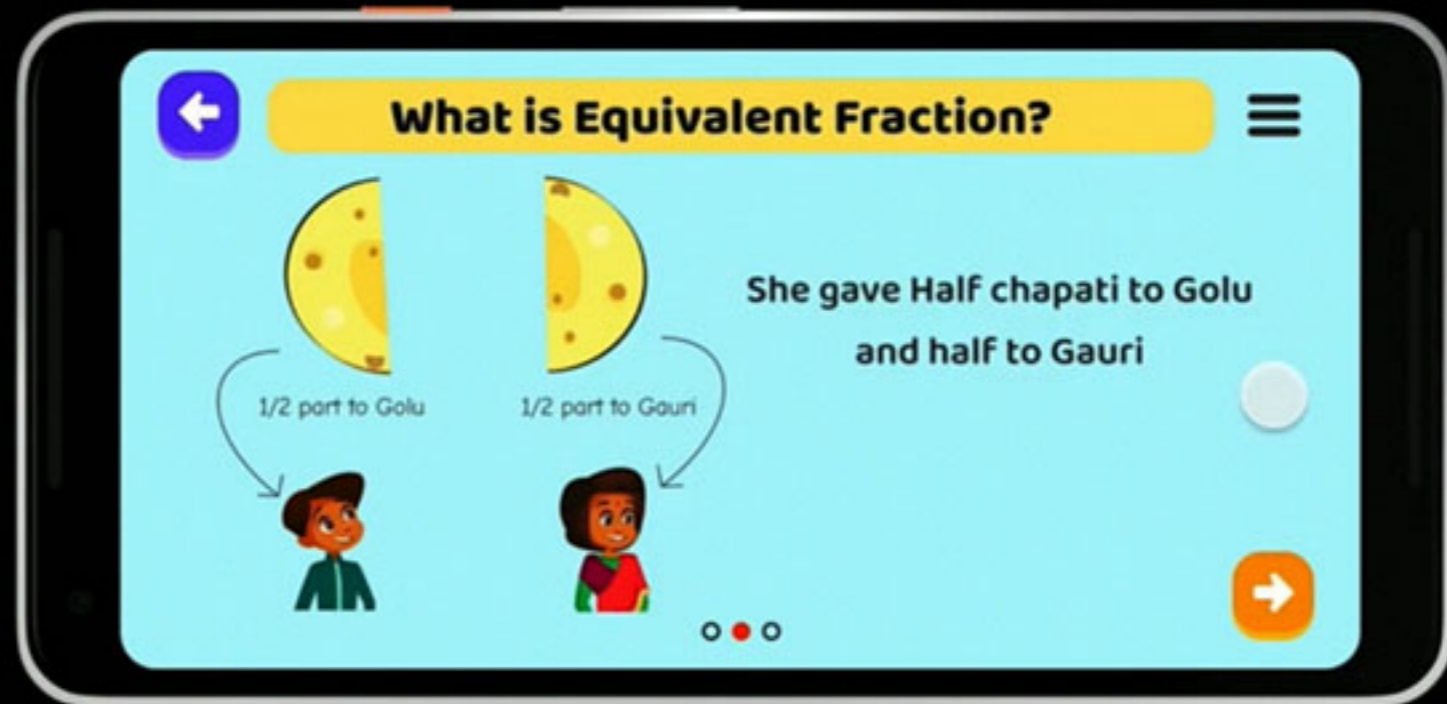 What is Equivalent Fraction?
She gave Half chapati to Golu
and half to Gauri
1/2 part to Golu
1/2 part to Gauri